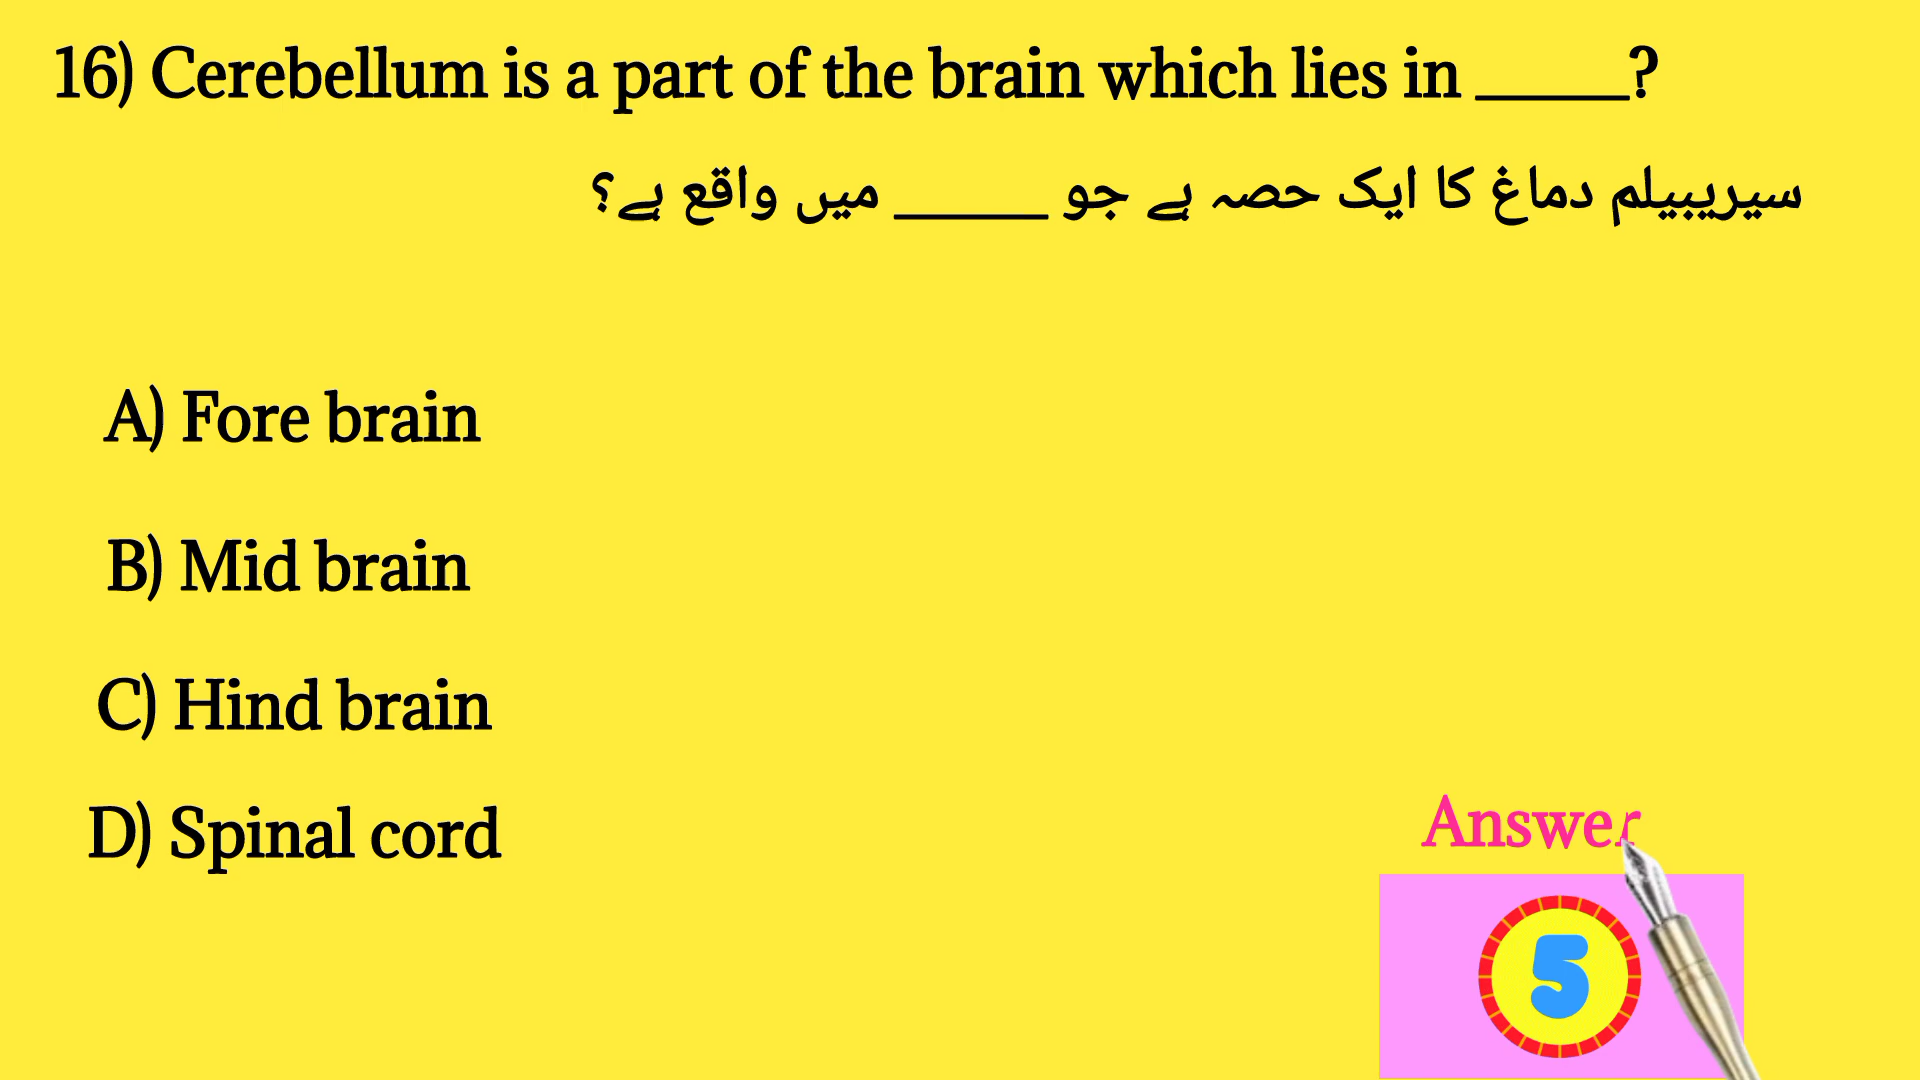 16) Cerebellum is a part of the brain which lies in _____?
سیریبیلم دماغ کا ایک حصہ ہے جو _____ میں واقع ہے؟
A) Fore brain
B) Mid brain
C) Hind brain
D) Spinal cord
Answer
5